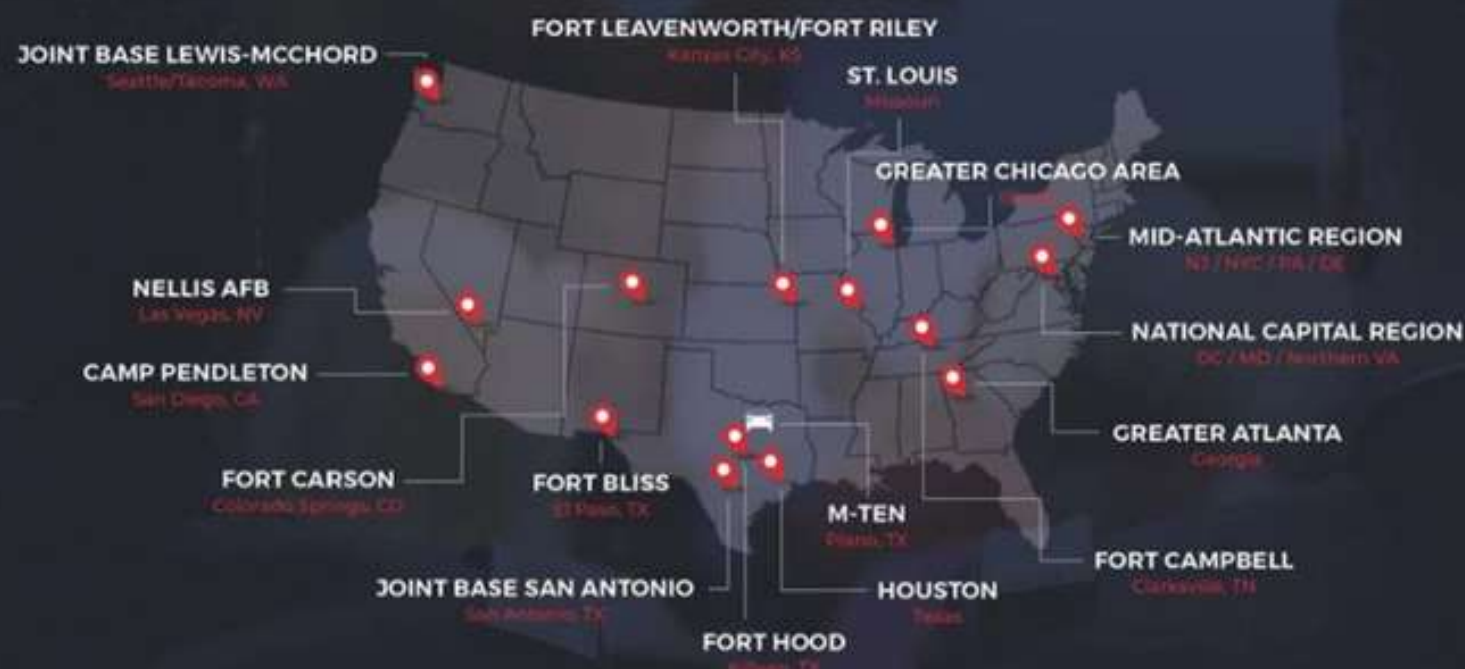 FORT LEAVENWORTH/FORT RILEY
Kansas City, KS
JOINT BASE LEWIS-MCCHORD
Seattle/Tacoma, WA
ST. LOUIS
Missouri
GREATER CHICAGO AREA
MID-ATLANTIC REGION
NJ / NYC / PA / DE
NELLIS AFB
Las Vegas, NV
NATIONAL CAPITAL REGION
DC / MD / Northern VA
CAMP PENDLETON
San Diego, CA
GREATER ATLANTA
Georgia
FORT CARSON
Colorado Springs, CO
FORT BLISS
El Paso, TX
M-TEN
Plano, TX
FORT CAMPBELL
Clarksville, TN
JOINT BASE SAN ANTONIO
San Antonio, TX
HOUSTON
Texas
FORT HOOD
Killeen, TX